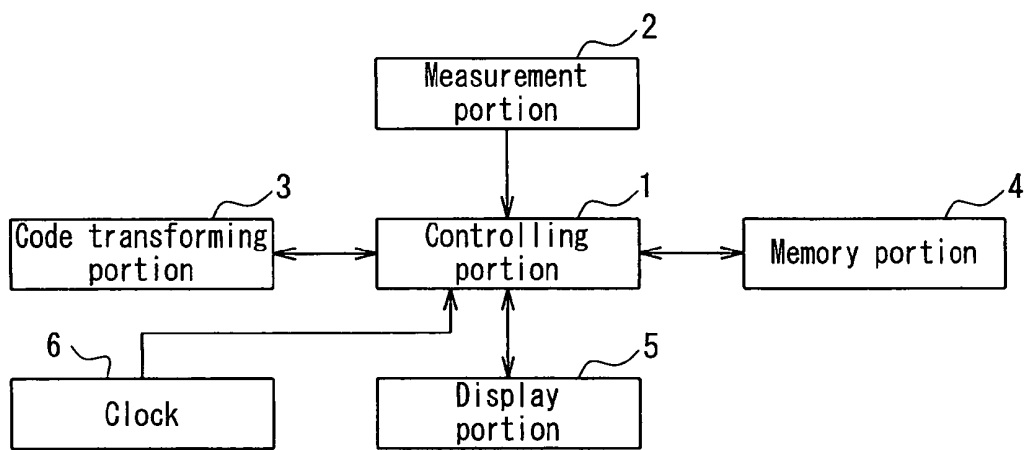 2
Measurement
portion
3
1
4
Code transforming
portion
Controlling
portion
Memory portion
6
5
Clock
Display
portion